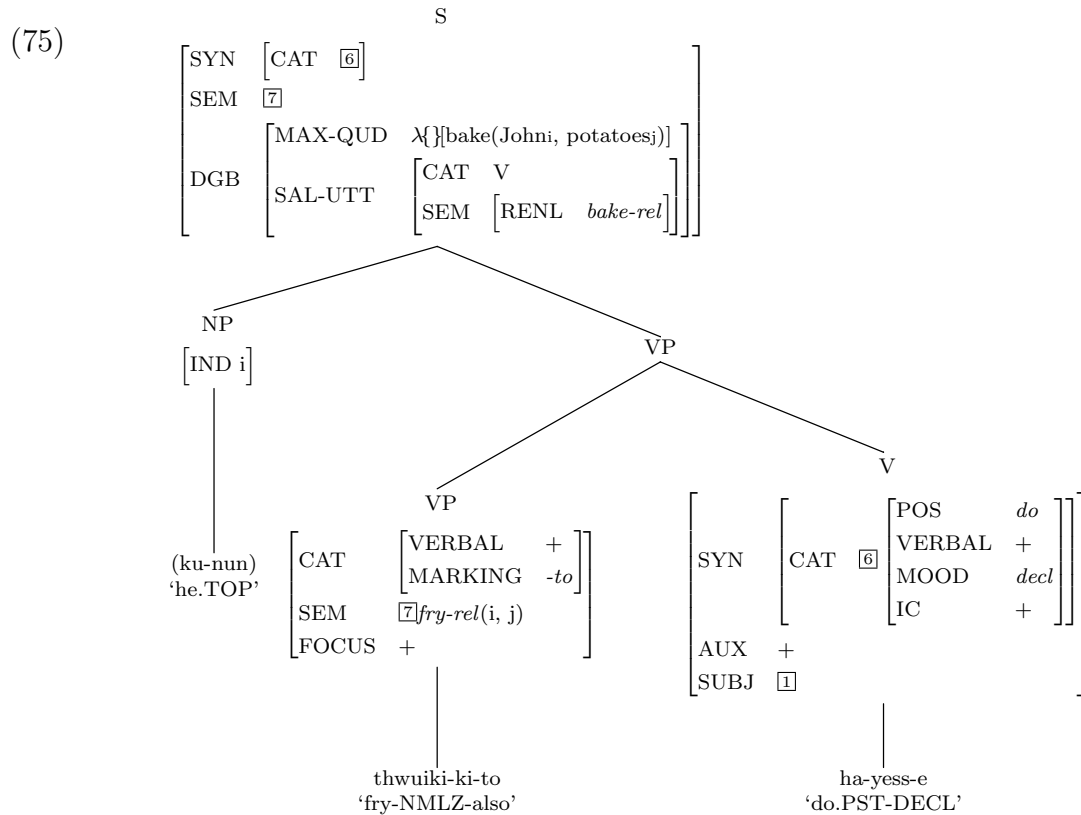 (75)
S
SYN [CAT 6]
SEM 7
DGB
MAX-QUD λ{}[bake(Johni, potatoesj)]
SAL-UTT
CAT V
SEM [RENL bake-rel]
NP
[IND i]
VP
(ku-nun)
'he.TOP'
VP
CAT
VERBAL +
MARKING -to
SEM 7fry-rel(i, j)
FOCUS +
thwuiki-ki-to
'fry-NMLZ-also'
V
SYN
CAT 6
POS do
VERBAL +
MOOD decl
IC +
AUX +
SUBJ 1
ha-yess-e
'do.PST-DECL'